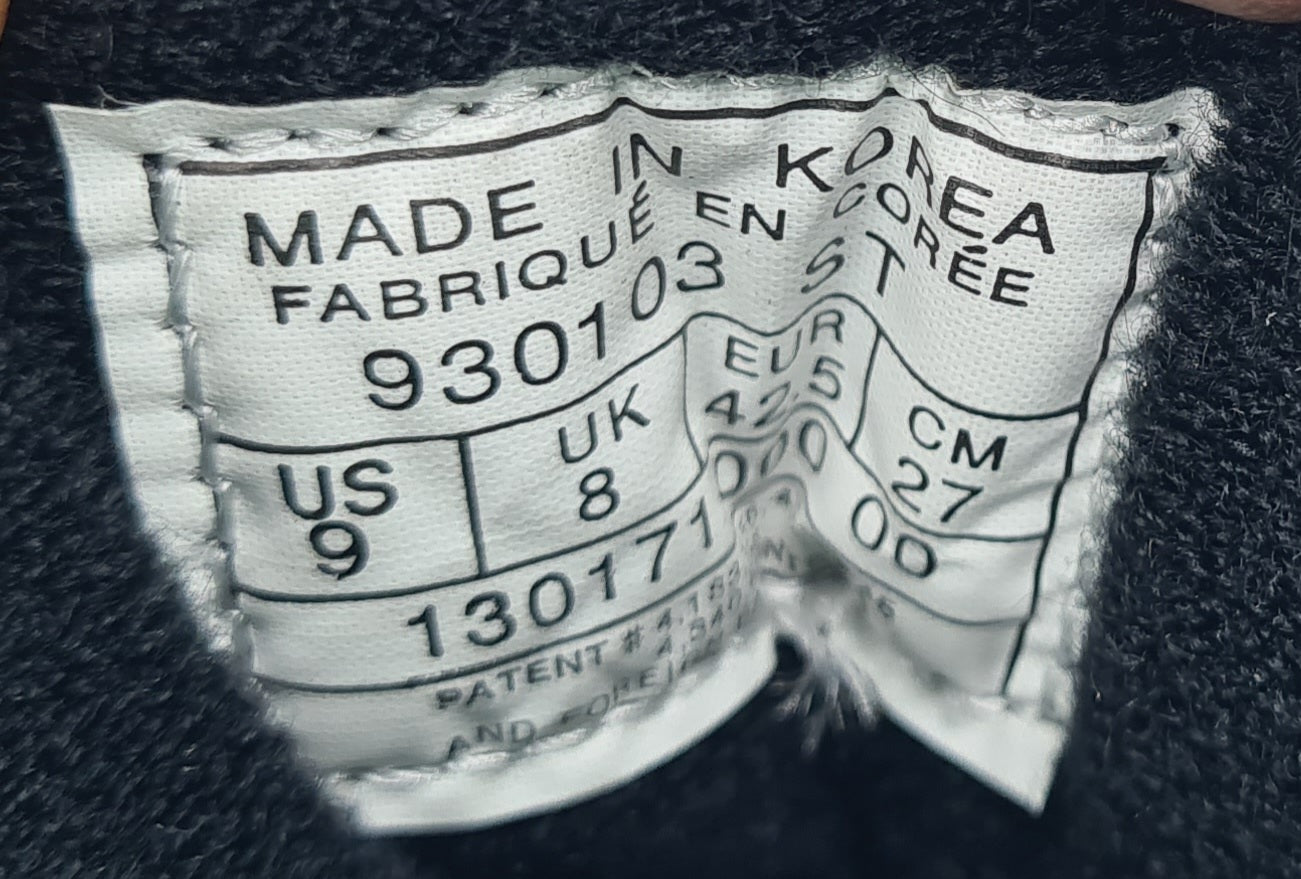 MADE IN KOREA
FABRIQUÉ EN CORÉE
930103 ST
US UK EUR CM
9 8 42.5 27
130171 000 00
PATENT #
AND